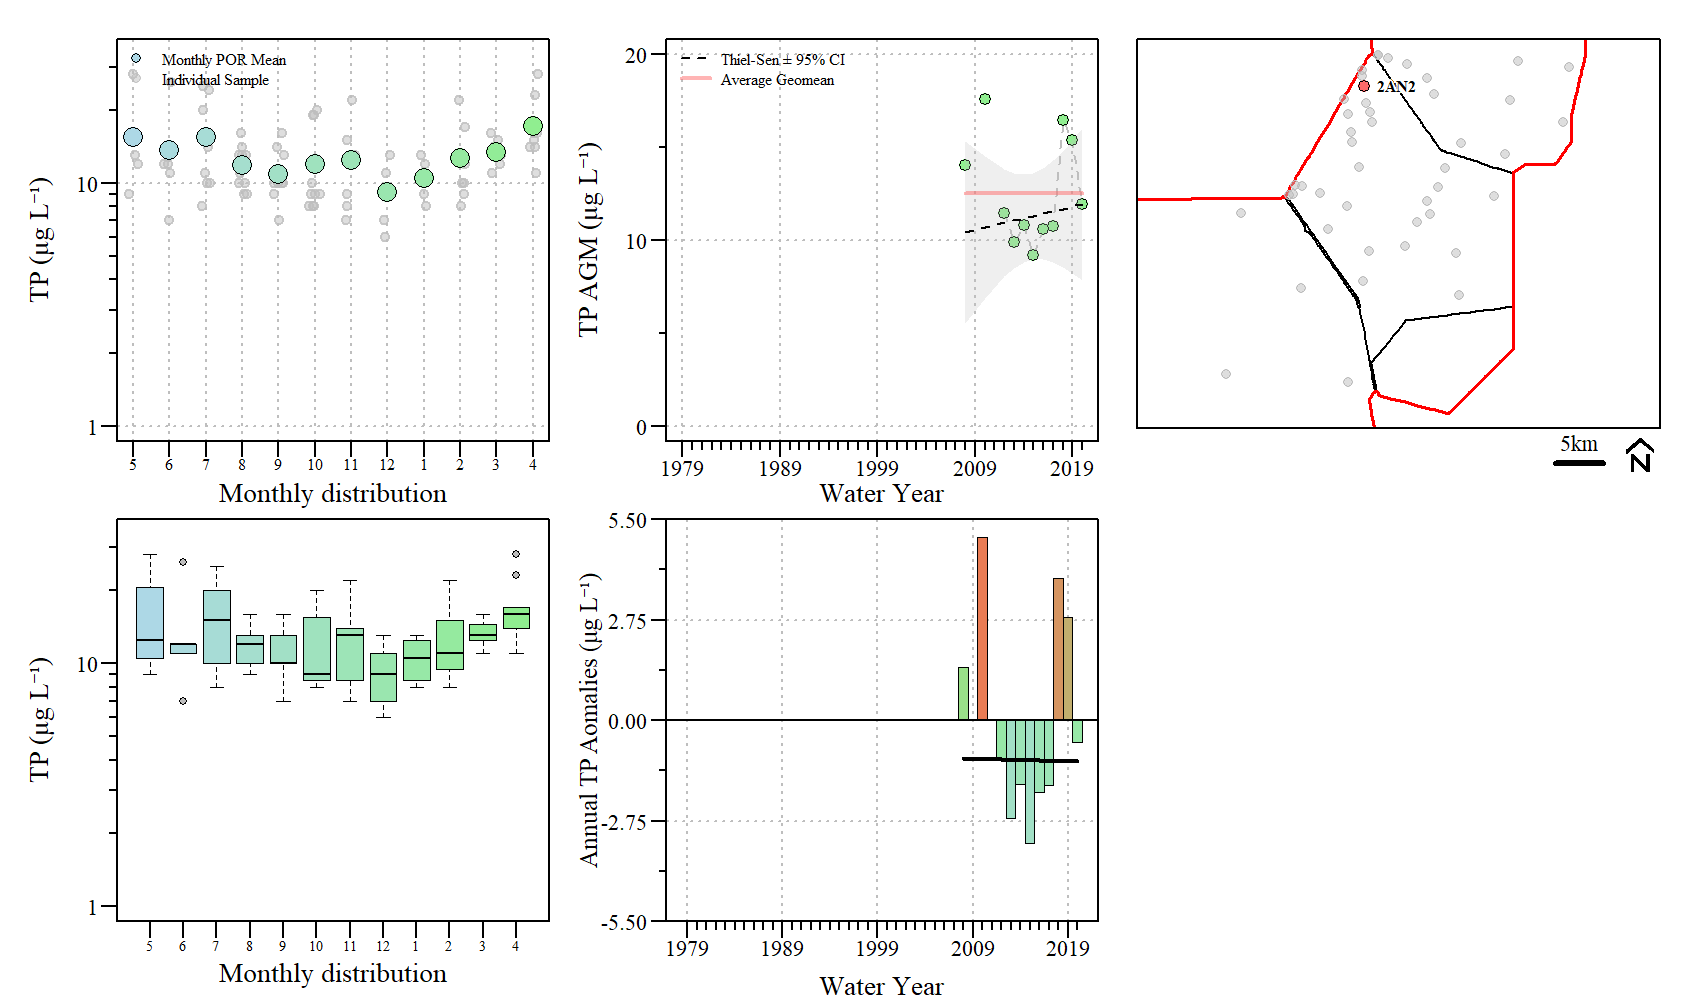 Monthly POR Mean
Individual Sample
TP (µg L⁻¹)
10
1
5 6 7 8 9 10 11 12 1 2 3 4
Monthly distribution
Thiel-Sen ± 95% CI
Average Geomean
TP AGM (µg L⁻¹)
20
10
0
1979 1989 1999 2009 2019
Water Year
2AN2
5km
N
TP (µg L⁻¹)
10
1
5 6 7 8 9 10 11 12 1 2 3 4
Monthly distribution
Annual TP Aomalies (µg L⁻¹)
5.50
2.75
0.00
-2.75
-5.50
1979 1989 1999 2009 2019
Water Year